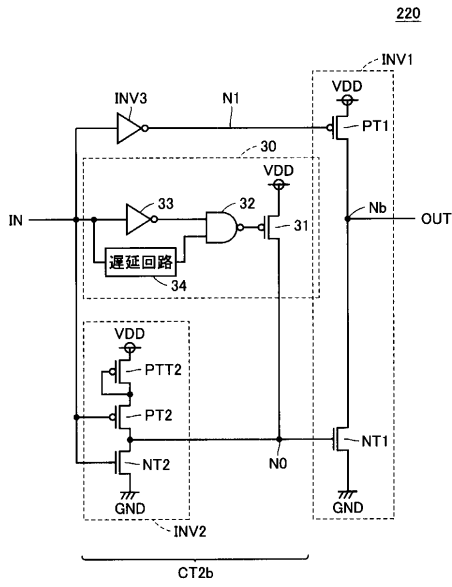 220
INV1
INV3
N1
VDD
PT1
30
VDD
33
32
31
IN
Nb
OUT
遅延回路
34
VDD
PTT2
PT2
NT2
N0
NT1
GND
GND
INV2
CT2b